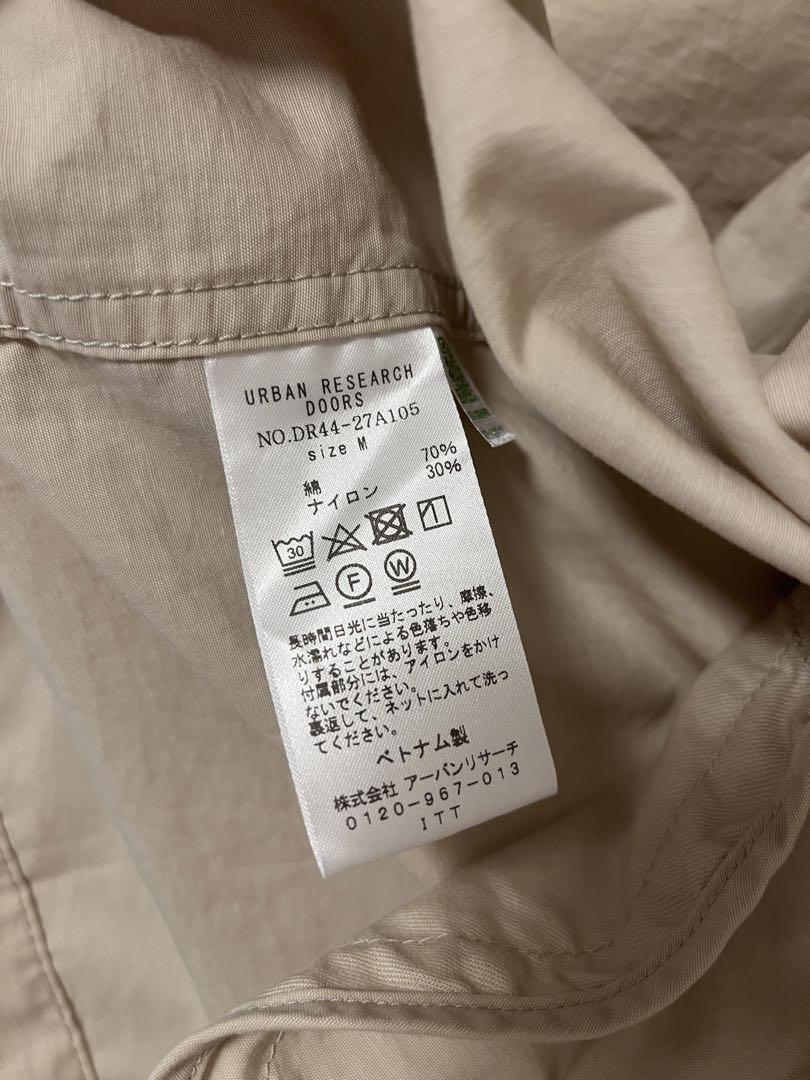 URBAN RESEARCH
DOORS
NO.DR44-27A105
size M
綿 70%
ナイロン 30%
30
F W
長時間日光に当たったり、摩擦、
水濡れなどによる色落ちや色移
りすることがあります。
付属部分には、アイロンをかけ
ないでください。
裏返して、ネットに入れて洗っ
てください。
ベトナム製
株式会社 アーバンリサーチ
0120-967-013
ITT